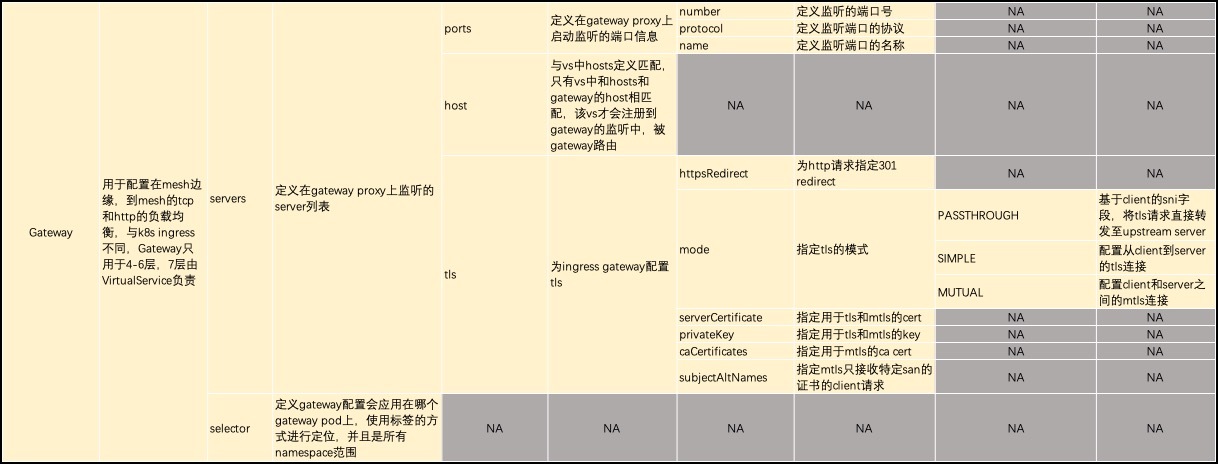 Gateway
用于配置在mesh边
缘，到mesh的tcp
和http的负载均
衡，与k8s ingress
不同，Gateway只
用于4-6层，7层由
VirtualService负责
servers
定义在gateway proxy上监听的
server列表
ports
定义在gateway proxy上
启动监听的端口信息
number
定义监听的端口号
NA
NA
protocol
定义监听端口的协议
NA
NA
name
定义监听端口的名称
NA
NA
host
与vs中hosts定义匹配，
只有vs中和hosts和
gateway的host相匹
配，该vs才会注册到
gateway的监听中，被
gateway路由
NA
NA
NA
NA
tls
为ingress gateway配置
tls
httpsRedirect
为http请求指定301
redirect
NA
NA
mode
指定tls的模式
PASSTHROUGH
基于client的sni字
段，将tls请求直接转
发至upstream server
SIMPLE
配置从client到server
的tls连接
MUTUAL
配置client和server之
间的mtls连接
serverCertificate
指定用于tls和mtls的cert
NA
NA
privateKey
指定用于tls和mtls的key
NA
NA
caCertificates
指定用于mtls的ca cert
NA
NA
subjectAltNames
指定mtls只接收特定san的
证书的client请求
NA
NA
selector
定义gateway配置会应用在哪个
gateway pod上，使用标签的方
式进行定位，并且是所有
namespace范围
NA
NA
NA
NA
NA
NA